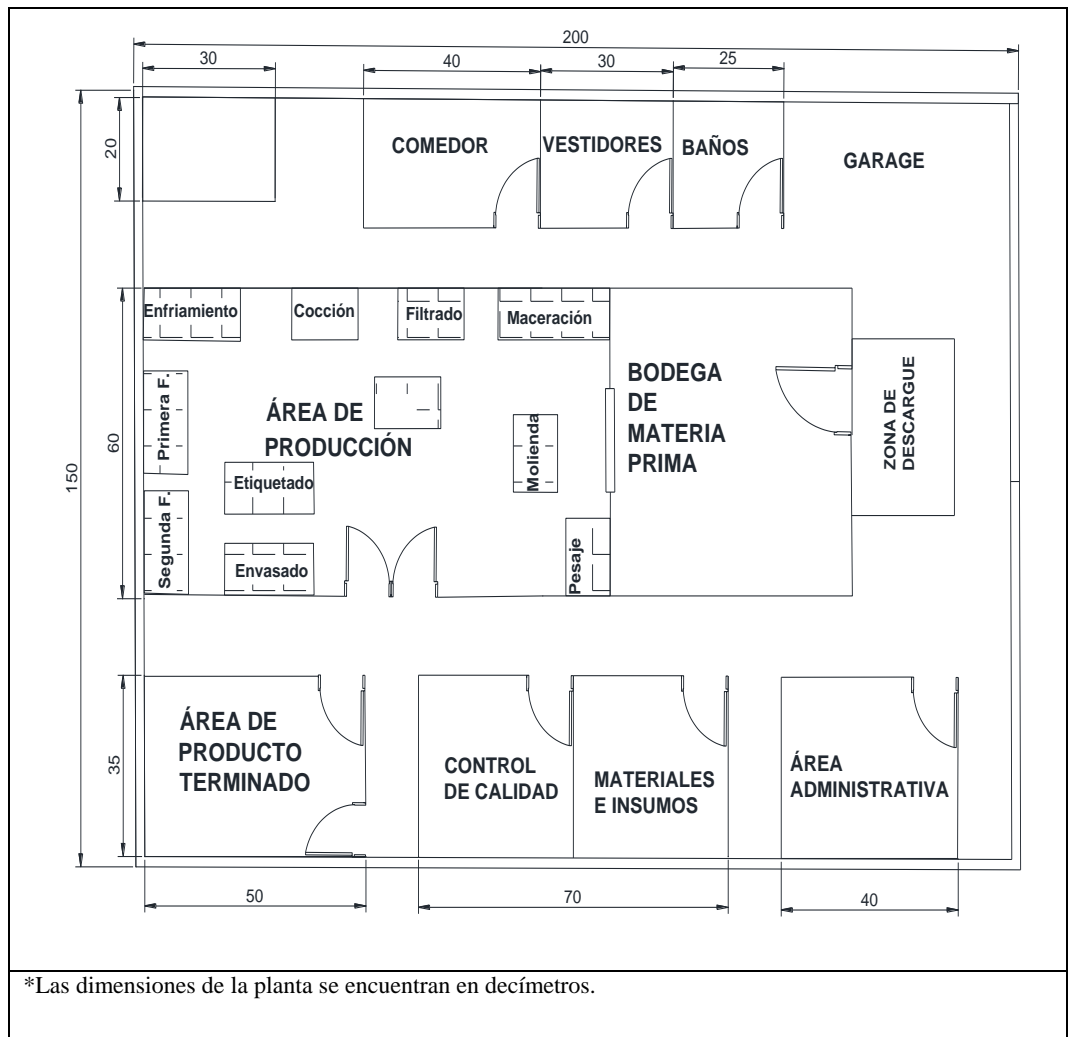 200
30
40
30
25
20
COMEDOR
VESTIDORES
BAÑOS
GARAGE
Enfriamiento
Cocción
Filtrado
Maceración
150
60
Primera F.
ÁREA DE
PRODUCCIÓN
Molienda
BODEGA
DE
MATERIA
PRIMA
ZONA DE
DESCARGUE
Etiquetado
Segunda F.
Envasado
Pesaje
35
ÁREA DE
PRODUCTO
TERMINADO
CONTROL
DE CALIDAD
MATERIALES
E INSUMOS
ÁREA
ADMINISTRATIVA
50
70
40
*Las dimensiones de la planta se encuentran en decímetros.